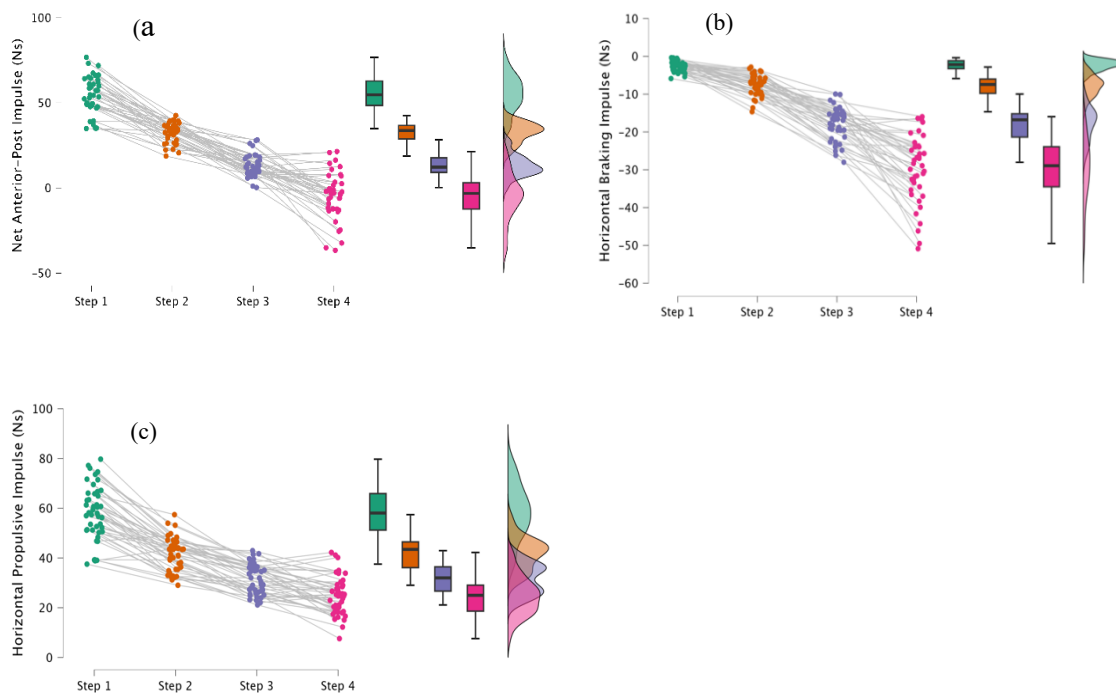 (a
Net Anterior-Post Impulse (Ns)
100
50
0
-50
Step 1 Step 2 Step 3 Step 4
(b)
Horizontal Braking Impulse (Ns)
10
0
-10
-20
-30
-40
-50
-60
Step 1 Step 2 Step 3 Step 4
(c)
Horizontal Propulsive Impulse (Ns)
100
80
60
40
20
0
Step 1 Step 2 Step 3 Step 4